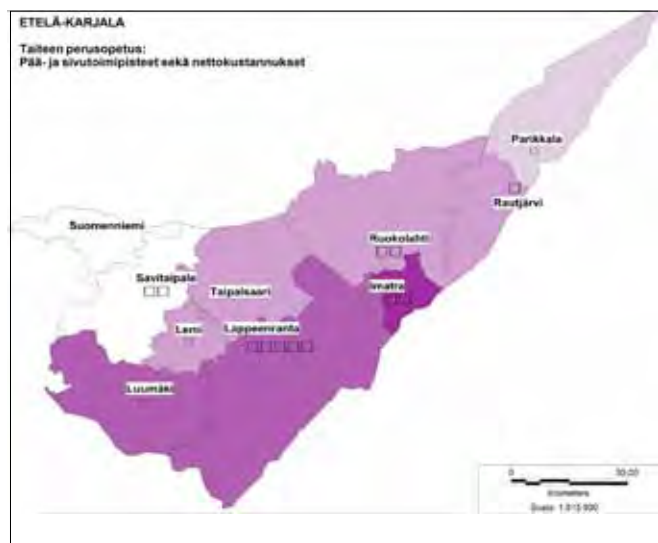 ETELÄ-KARJALA
Taiteen perusopetus:
Pää- ja sivutoimipisteet sekä nettokustannukset
Parikkala
Rautjärvi
Suomenniemi
Ruokolahti
Savitaipale
Taipalsaari
Imatra
Lemi
Lappeenranta
Luumäki
0
Kilometers